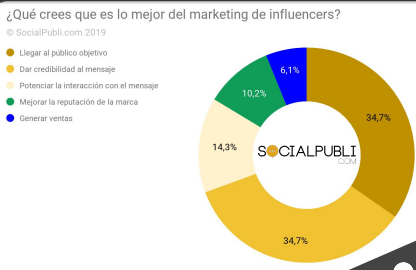 ¿Qué crees que es lo mejor del marketing de influencers?
© SocialPubli.com 2019
Llegar al público objetivo
Dar credibilidad al mensaje
Potenciar la interacción con el mensaje
Mejorar la reputación de la marca
Generar ventas
6,1%
10,2%
34,7%
14,3%
SOCIALPUBLI
.COM
34,7%